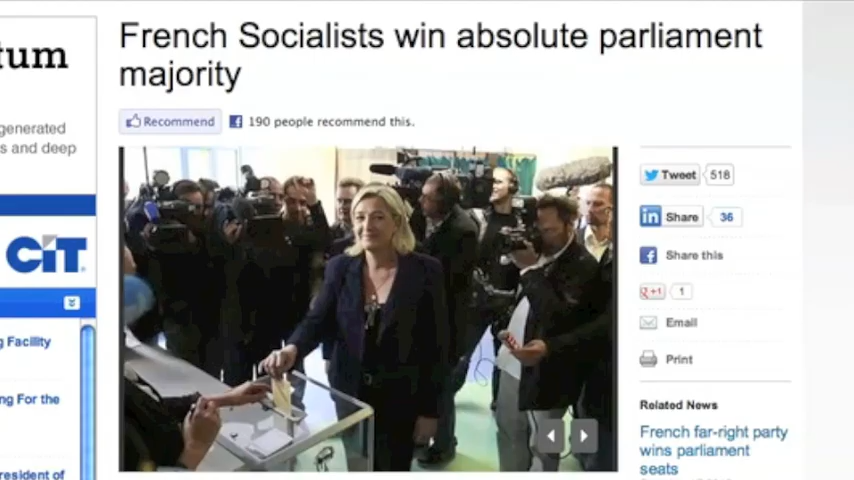 French Socialists win absolute parliament
majority
tum
generated
s and deep
Recommend
190 people recommend this.
CiT
g Facility
ng For the
resident of
Tweet 518
in Share 36
Share this
+1 1
Email
Print
Related News
French far-right party
wins parliament
seats